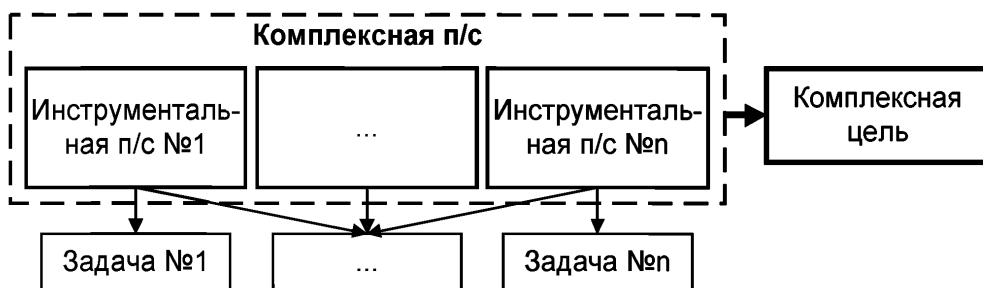 Комплексная п/с
Инструменталь-
ная п/с №1
...
Инструменталь-
ная п/с №n
Комплексная
цель
Задача №1
...
Задача №n